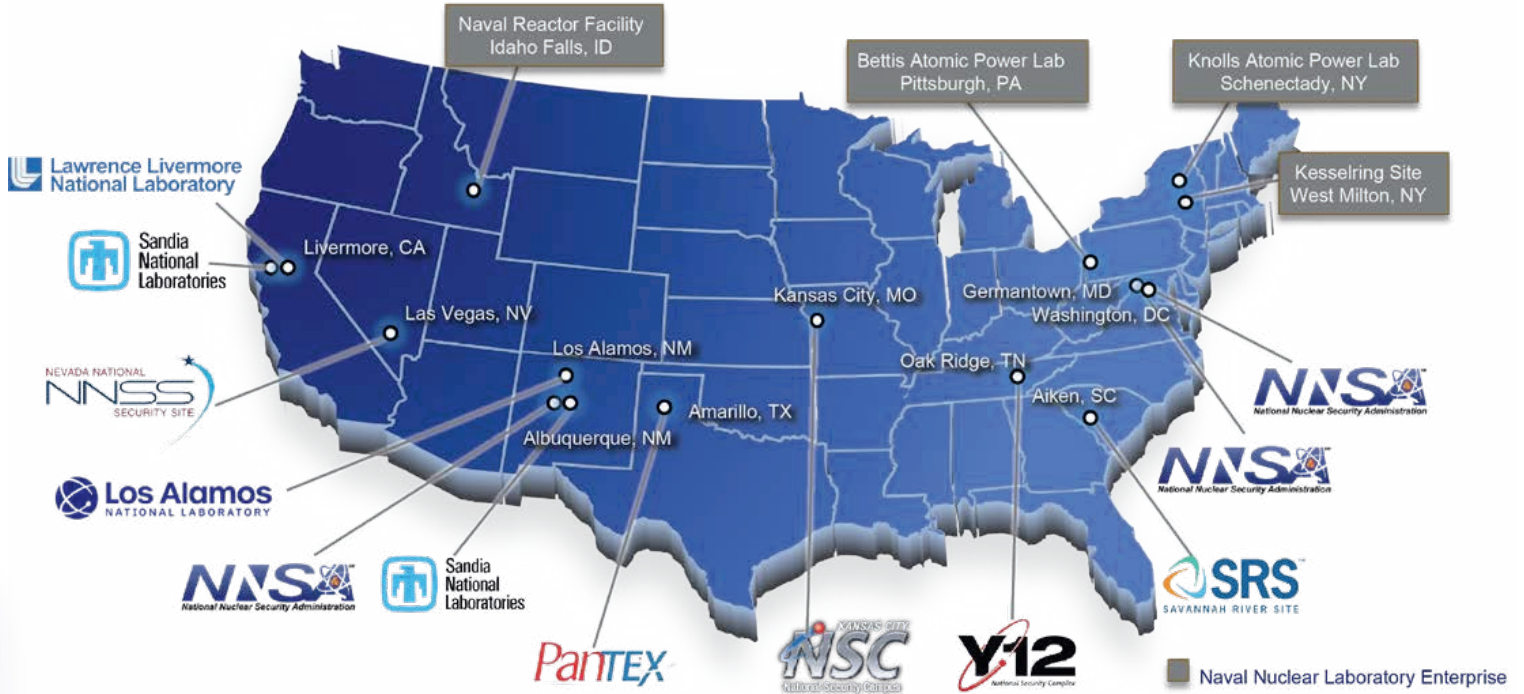 Naval Reactor Facility
Idaho Falls, ID
Bettis Atomic Power Lab
Pittsburgh, PA
Knolls Atomic Power Lab
Schenectady, NY
Kesselring Site
West Milton, NY
Lawrence Livermore
National Laboratory
Sandia
National
Laboratories
Livermore, CA
Las Vegas, NV
Kansas City, MO
Germantown, MD
Washington, DC
Los Alamos, NM
Oak Ridge, TN
Aiken, SC
Amarillo, TX
Albuquerque, NM
NEVADA NATIONAL
NNSS
SECURITY SITE
NNSA
National Nuclear Security Administration
NNSA
National Nuclear Security Administration
Los Alamos
NATIONAL LABORATORY
NNSA
National Nuclear Security Administration
Sandia
National
Laboratories
SRS™
SAVANNAH RIVER SITE
PANTEX
KANSAS CITY
NSC
National Security Campus
Y-12
National Security Complex
Naval Nuclear Laboratory Enterprise